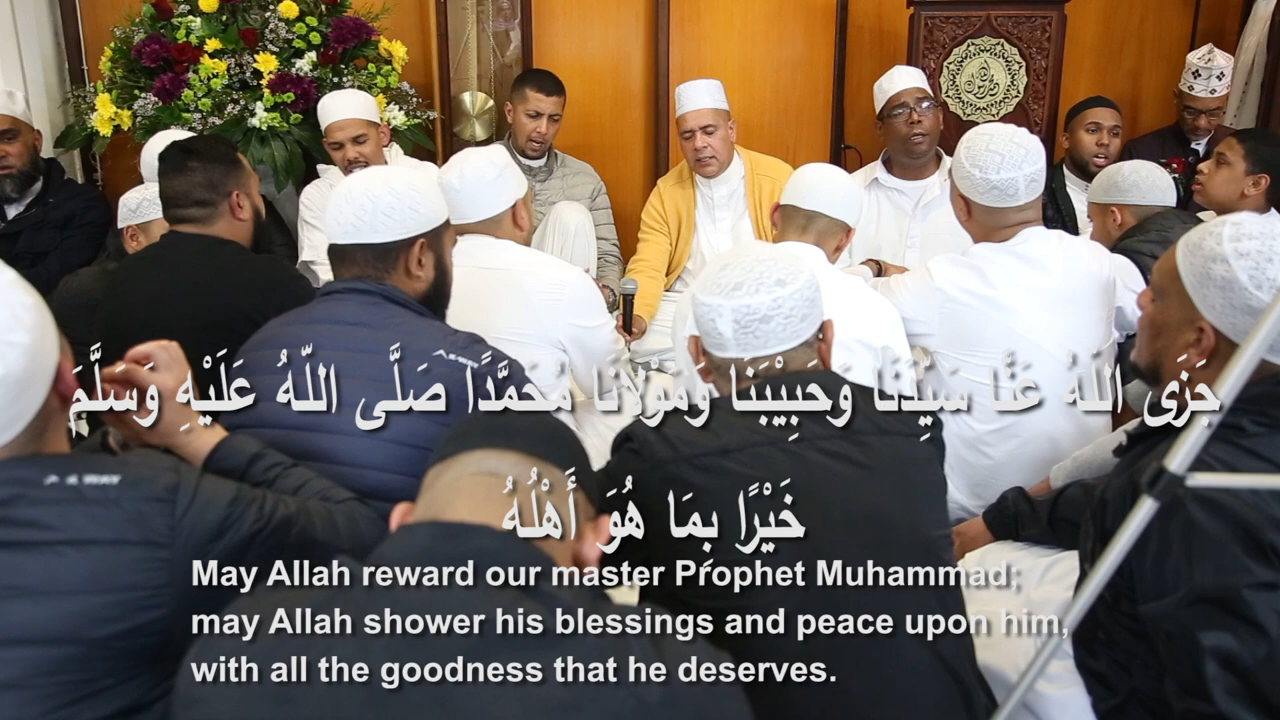 جَزَى اللهُ عَنَّا سَيِّدَنَا وَحَبِيْبَنَا وَمَوْلَانَا مُحَمَّدًا صَلَّى اللّهُ عَلَيْهِ وَسَلَّمَ
خَيْرًا بِمَا هُوَ أَهْلُهُ
May Allah reward our master Prophet Muhammad;
may Allah shower his blessings and peace upon him,
with all the goodness that he deserves.